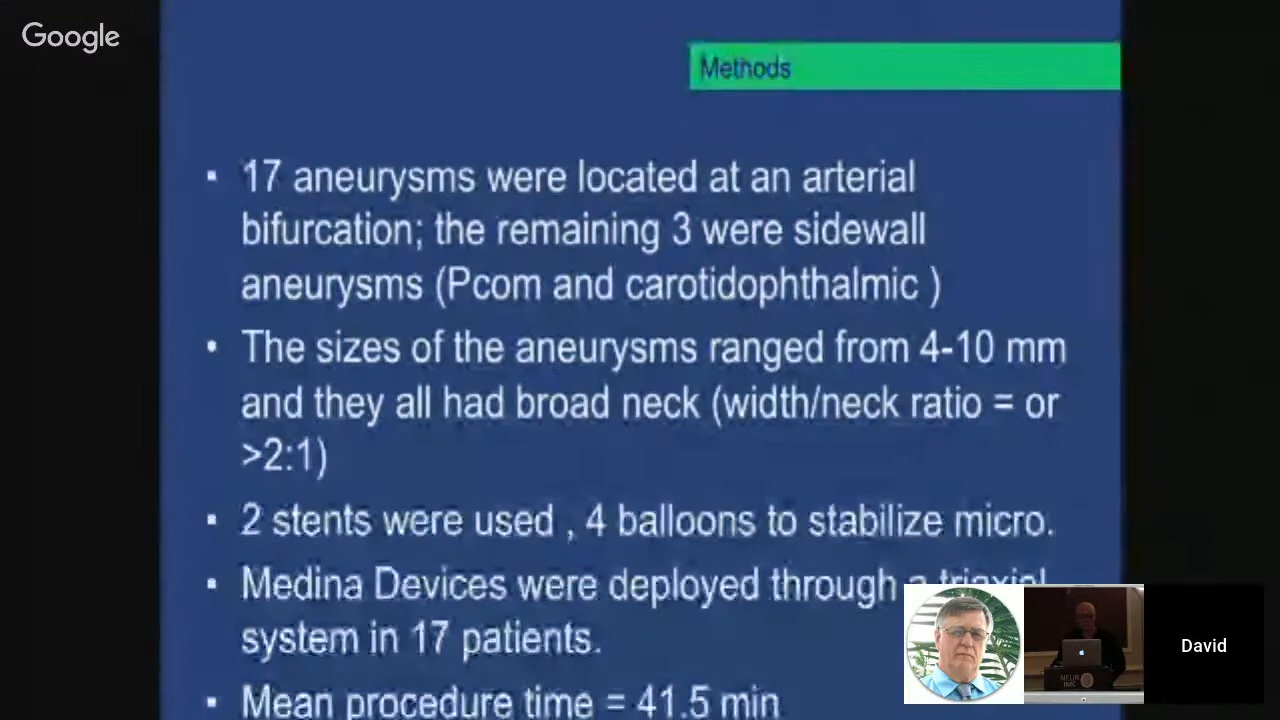 Google
Methods
17 aneurysms were located at an arterial
bifurcation; the remaining 3 were sidewall
aneurysms (Pcom and carotidophthalmic )
• The sizes of the aneurysms ranged from 4-10 mm
and they all had broad neck (width/neck ratio = or
>2:1)
2 stents were used , 4 balloons to stabilize micro.
Medina Devices were deployed through a triaxial
system in 17 patients.
Mean procedure time = 41.5 min
David